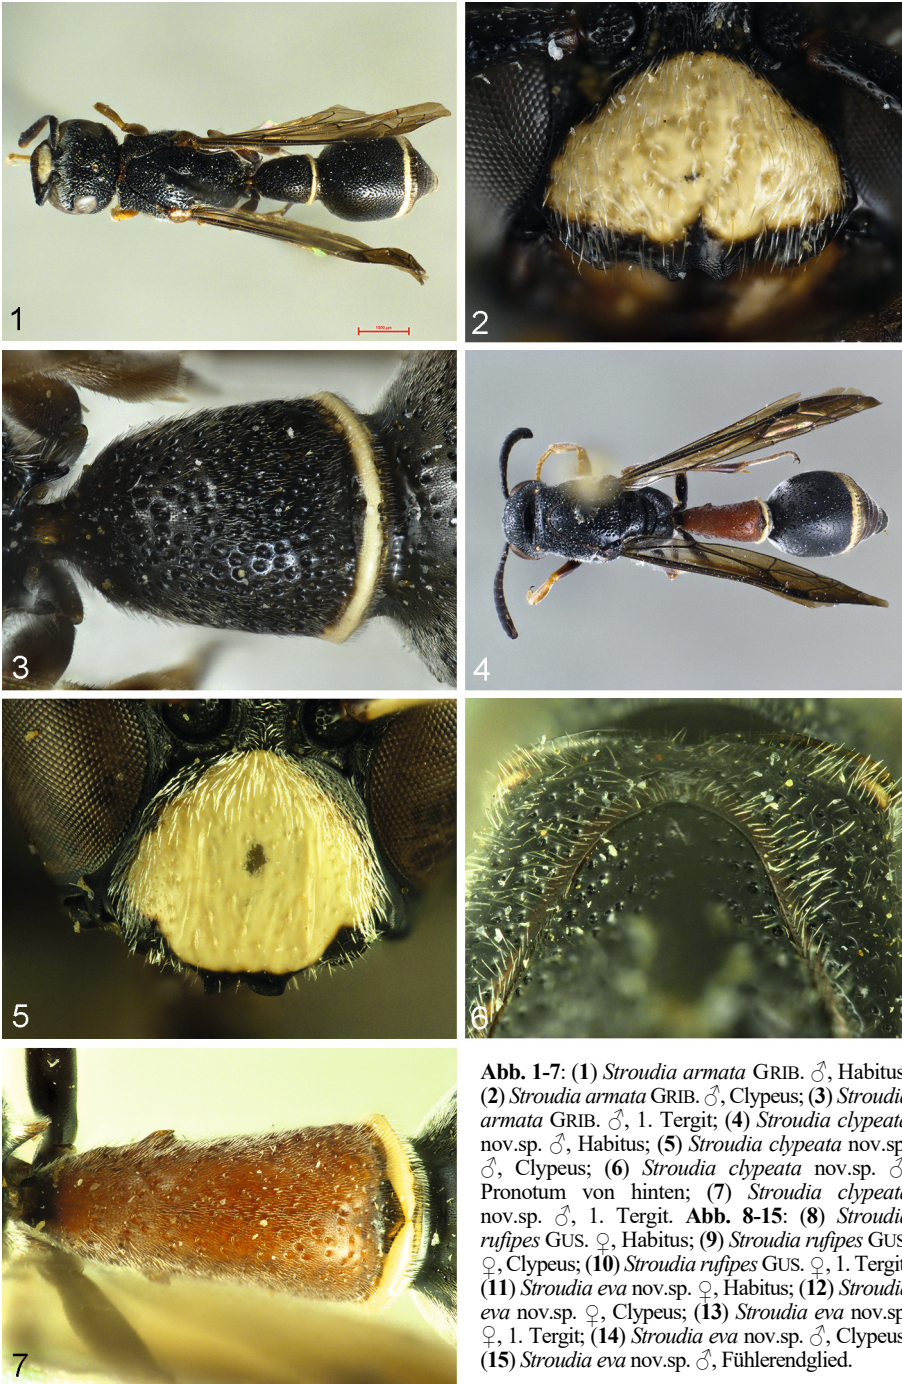 1
1000 µm
2
3
4
5
6
7
Abb. 1-7: (1) Stroudia armata GRIB. ♂, Habitus
(2) Stroudia armata GRIB. ♂, Clypeus; (3) Stroudia
armata GRIB. ♂, 1. Tergit; (4) Stroudia clypeata
nov.sp. ♂, Habitus; (5) Stroudia clypeata nov.sp
♂, Clypeus; (6) Stroudia clypeata nov.sp. ♂
Pronotum von hinten; (7) Stroudia clypeata
nov.sp. ♂, 1. Tergit. Abb. 8-15: (8) Stroudia
rufipes GUS. ♀, Habitus; (9) Stroudia rufipes GUS
♀, Clypeus; (10) Stroudia rufipes GUS. ♀, 1. Tergit
(11) Stroudia eva nov.sp. ♀, Habitus; (12) Stroudia
eva nov.sp. ♀, Clypeus; (13) Stroudia eva nov.sp
♀, 1. Tergit; (14) Stroudia eva nov.sp. ♂, Clypeus
(15) Stroudia eva nov.sp. ♂, Fühlerendglied.